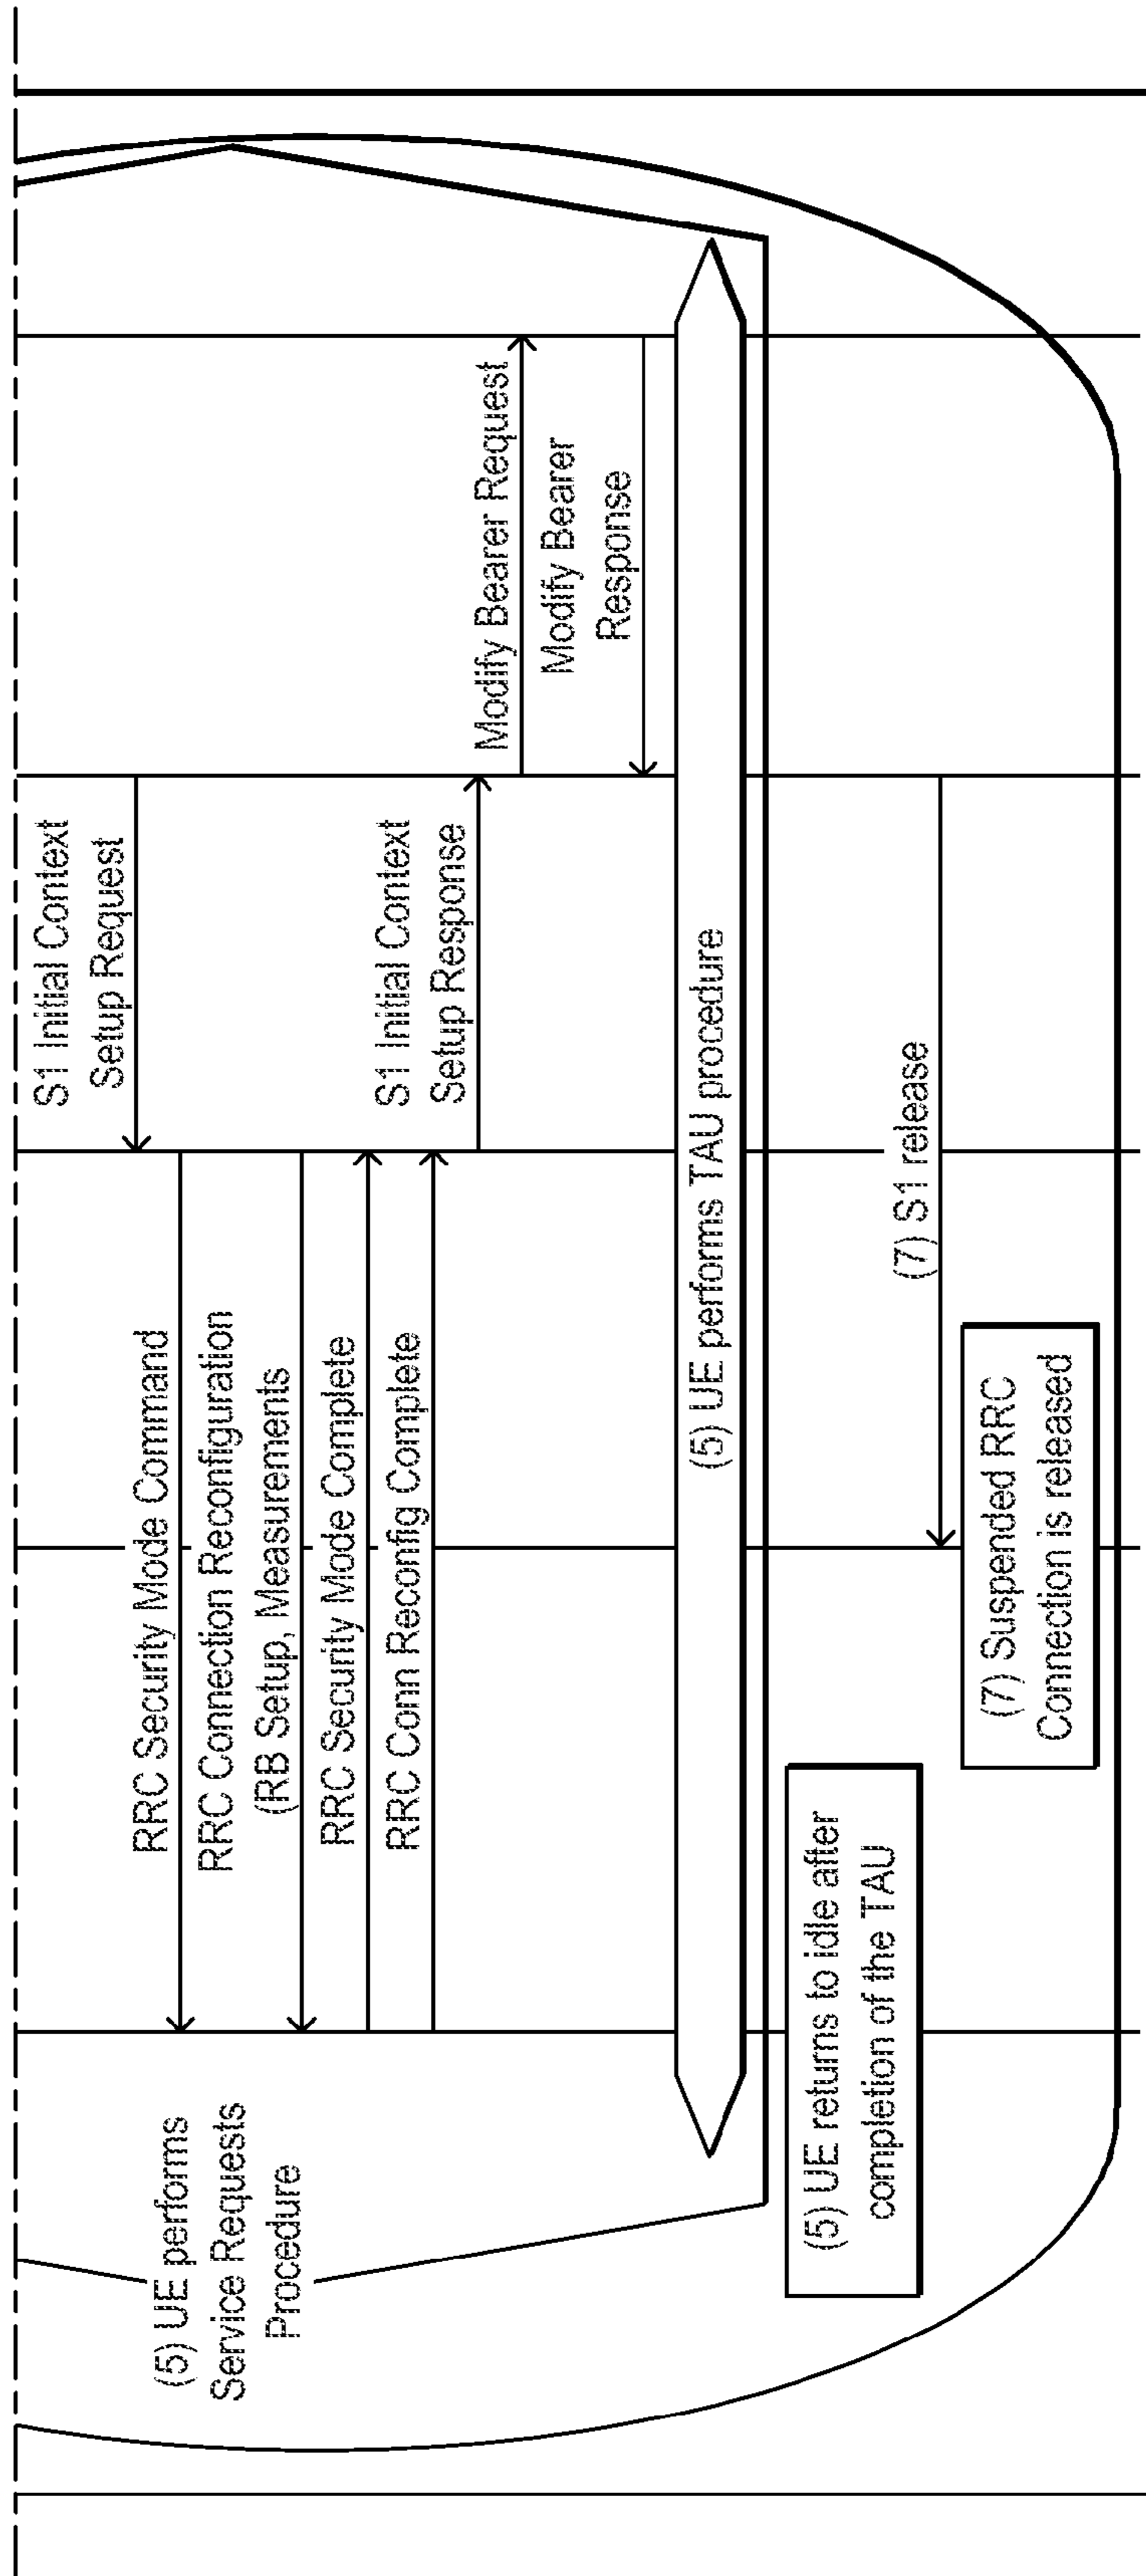 S1 Initial Context
Setup Request
RRC Security Mode Command
(5) UE performs
Service Requests
Procedure
RRC Connection Reconfiguration
(RB Setup, Measurements
RRC Security Mode Complete
RRC Conn Reconfig Complete
S1 Initial Context
Setup Response
Modify Bearer Request
Modify Bearer
Response
(5) UE performs TAU procedure
(5) UE returns to idle after
completion of the TAU
(7) S1 release
(7) Suspended RRC
Connection is released